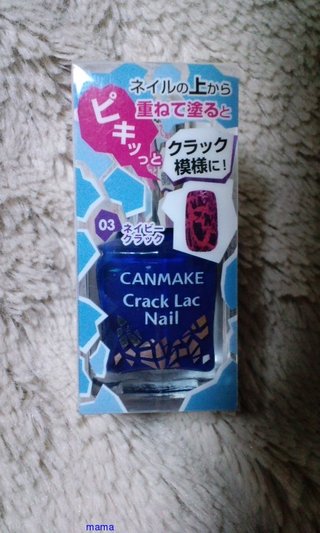 ネイルの上から
重ねて塗ると
ピキッっと
クラック
模様に!
03 ネイビー
クラック
CANMAKE
Crack Lac
Nail
mama